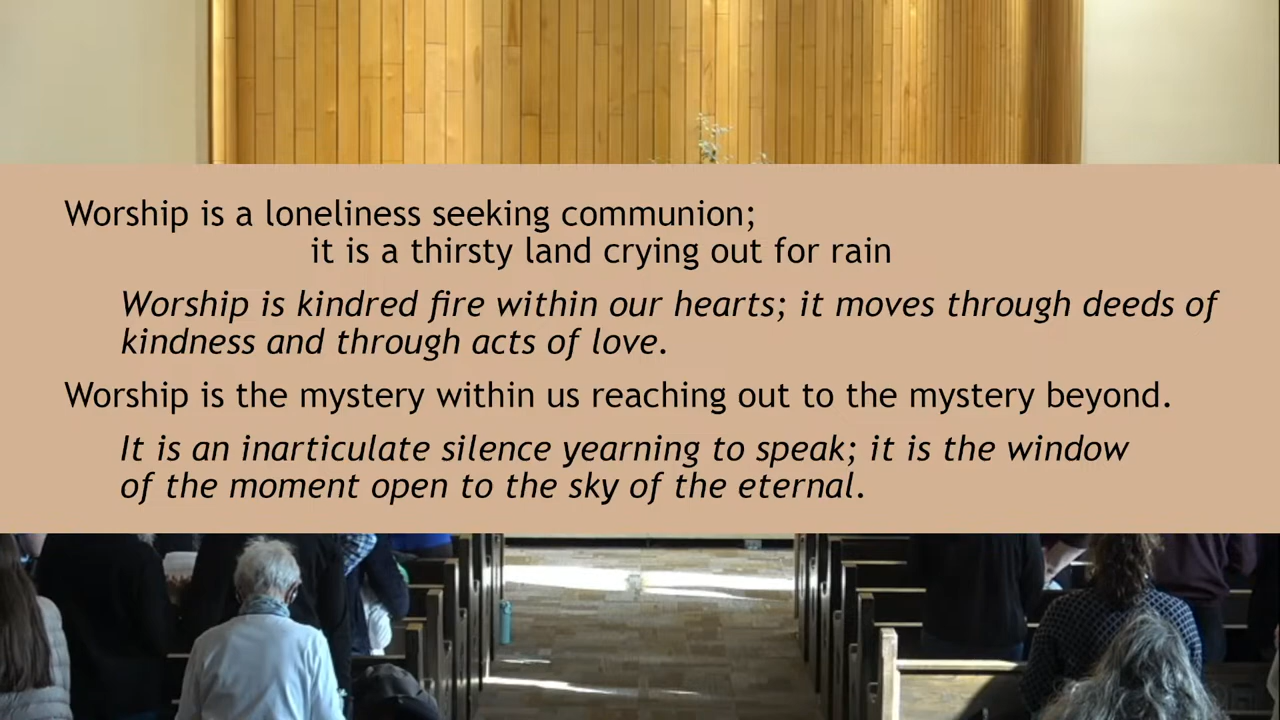 Worship is a loneliness seeking communion;
it is a thirsty land crying out for rain
Worship is kindred fire within our hearts; it moves through deeds of
kindness and through acts of love.
Worship is the mystery within us reaching out to the mystery beyond.
It is an inarticulate silence yearning to speak; it is the window
of the moment open to the sky of the eternal.